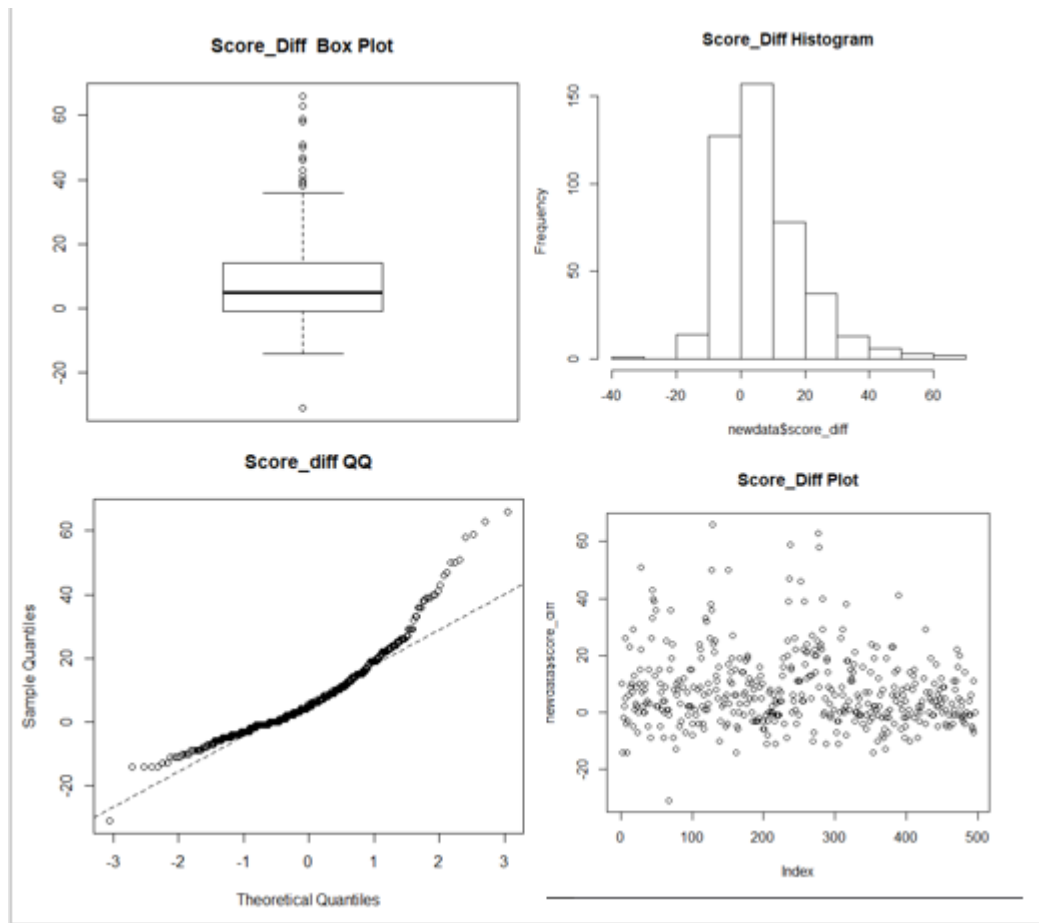 Score_Diff Box Plot
60
40
20
0
-20
Score_Diff Histogram
Frequency
150
100
50
0
-40 -20 0 20 40 60
newdata$score_diff
Score_diff QQ
Sample Quantiles
60
40
20
0
-20
-3 -2 -1 0 1 2 3
Theoretical Quantiles
Score_Diff Plot
newdata$score_diff
60
40
20
0
-20
0 100 200 300 400 500
Index